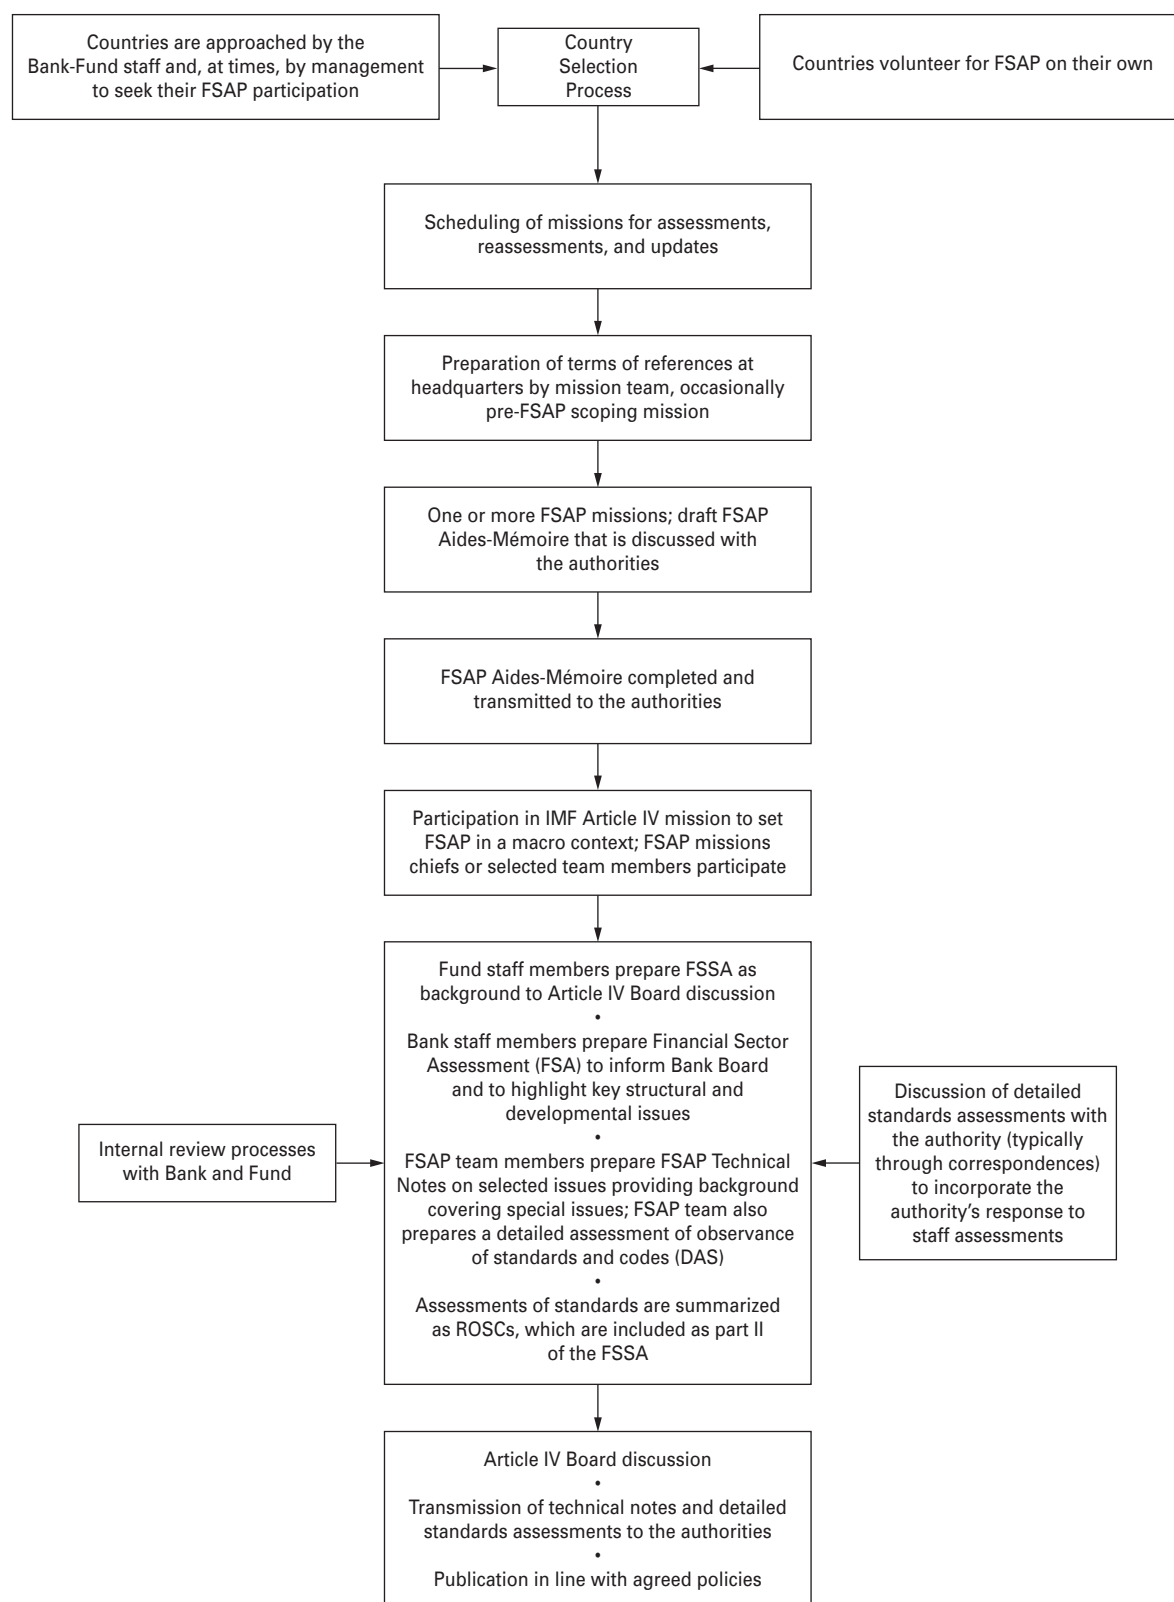 Countries are approached by the
Bank-Fund staff and, at times, by management
to seek their FSAP participation
Country
Selection
Process
Countries volunteer for FSAP on their own
Scheduling of missions for assessments,
reassessments, and updates
Preparation of terms of references at
headquarters by mission team, occasionally
pre-FSAP scoping mission
One or more FSAP missions; draft FSAP
Aides-Mémoire that is discussed with
the authorities
FSAP Aides-Mémoire completed and
transmitted to the authorities
Participation in IMF Article IV mission to set
FSAP in a macro context; FSAP missions
chiefs or selected team members participate
Fund staff members prepare FSSA as
background to Article IV Board discussion
•
Bank staff members prepare Financial Sector
Assessment (FSA) to inform Bank Board
and to highlight key structural and
developmental issues
•
FSAP team members prepare FSAP Technical
Notes on selected issues providing background
covering special issues; FSAP team also
prepares a detailed assessment of observance
of standards and codes (DAS)
•
Assessments of standards are summarized
as ROSCs, which are included as part II
of the FSSA
Internal review processes
with Bank and Fund
Discussion of detailed
standards assessments with
the authority (typically
through correspondences)
to incorporate the
authority's response to
staff assessments
Article IV Board discussion
•
Transmission of technical notes and detailed
standards assessments to the authorities
•
Publication in line with agreed policies